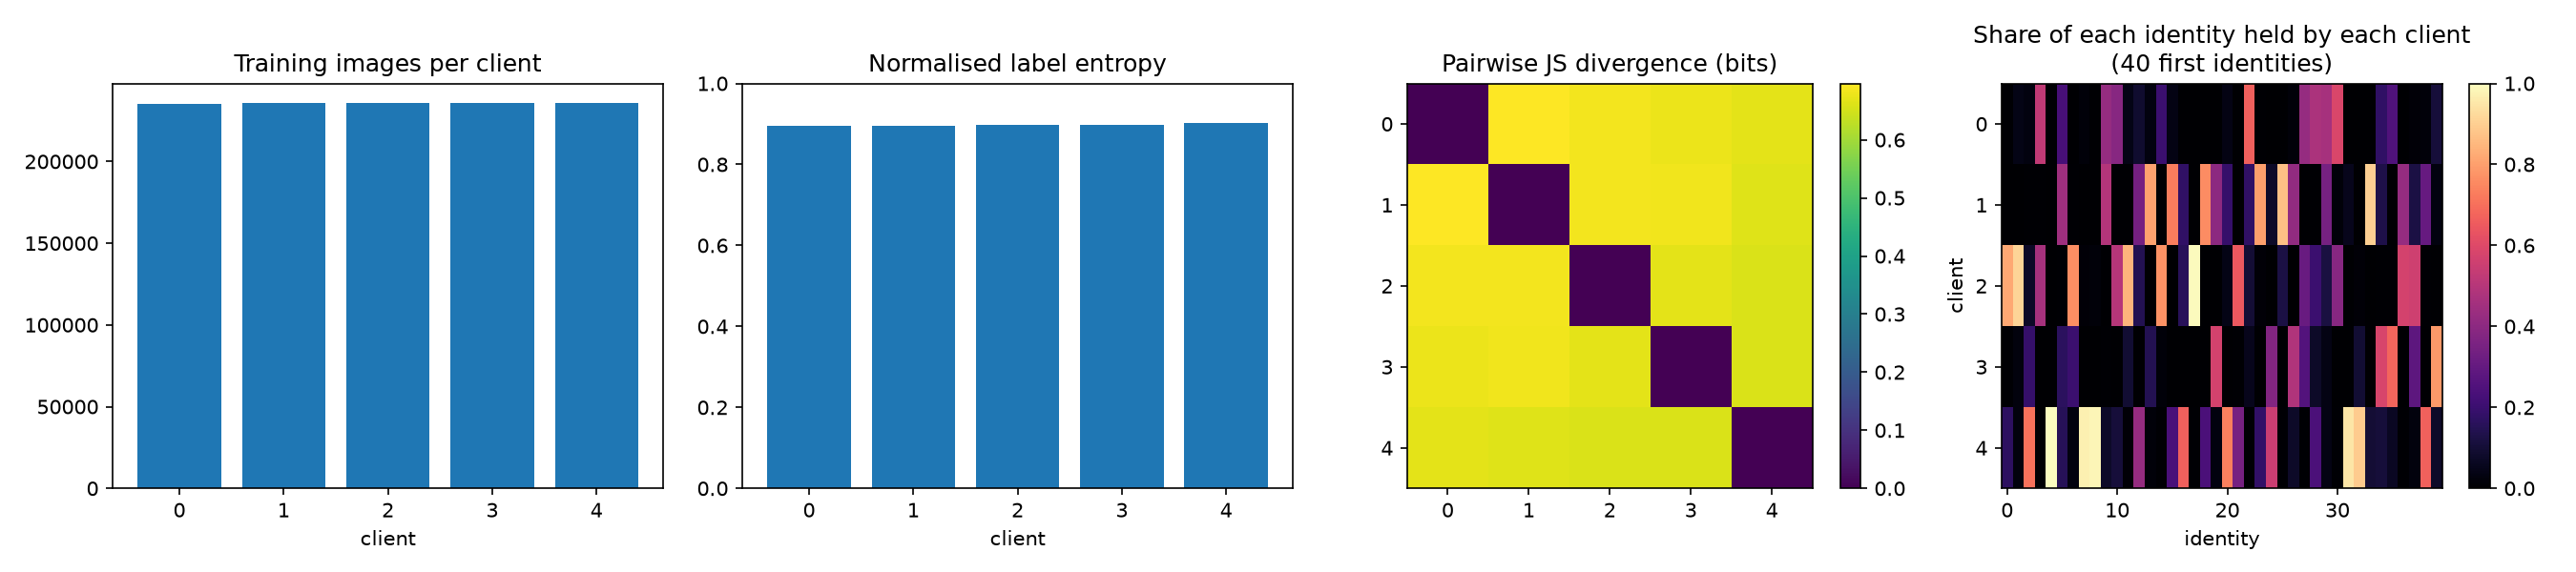 Training images per client
200000
150000
100000
50000
0
0 1 2 3 4
client
Normalised label entropy
1.0
0.8
0.6
0.4
0.2
0.0
0 1 2 3 4
client
Pairwise JS divergence (bits)
0
1
2
3
4
0 1 2 3 4
0.6
0.5
0.4
0.3
0.2
0.1
0.0
Share of each identity held by each client
(40 first identities)
client
0
1
2
3
4
0 10 20 30
identity
1.0
0.8
0.6
0.4
0.2
0.0